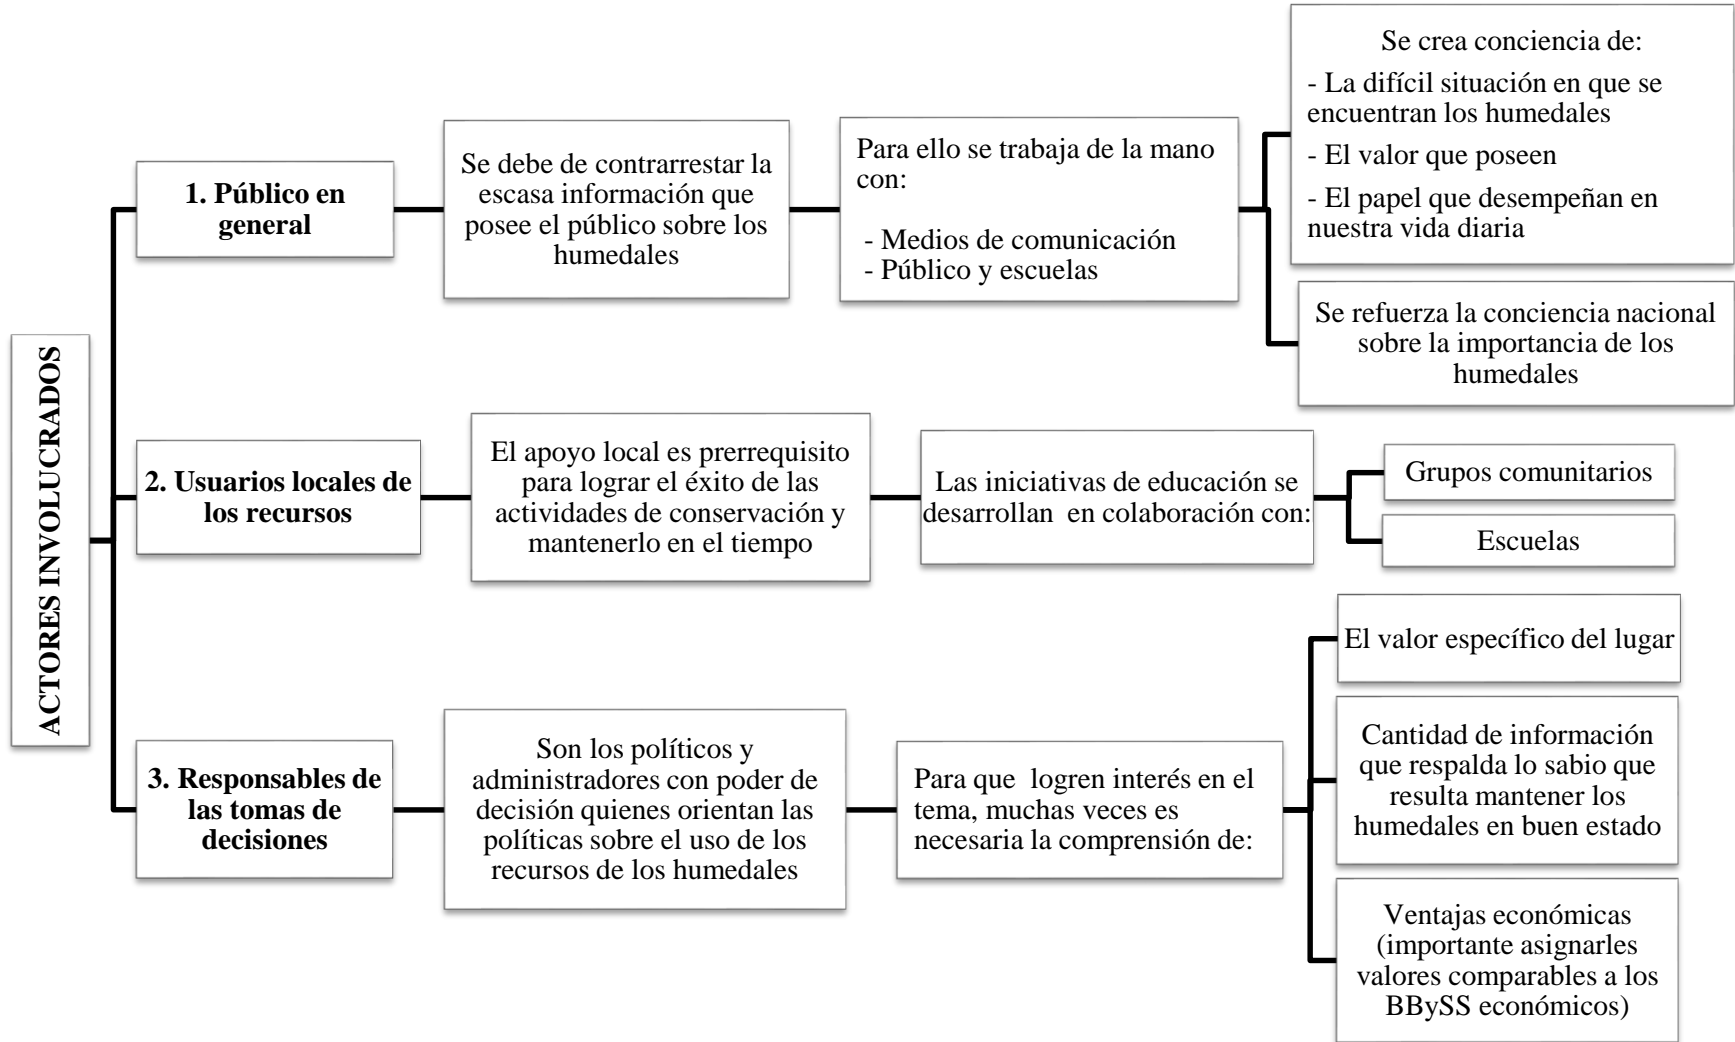 ACTORES INVOLUCRADOS
1. Público en
general
Se debe de contrarrestar la
escasa información que
posee el público sobre los
humedales
Para ello se trabaja de la mano
con:
- Medios de comunicación
- Público y escuelas
Se crea conciencia de:
- La difícil situación en que se
encuentran los humedales
- El valor que poseen
- El papel que desempeñan en
nuestra vida diaria
Se refuerza la conciencia nacional
sobre la importancia de los
humedales
2. Usuarios locales de
los recursos
El apoyo local es prerrequisito
para lograr el éxito de las
actividades de conservación y
mantenerlo en el tiempo
Las iniciativas de educación se
desarrollan en colaboración con:
Grupos comunitarios
Escuelas
3. Responsables de
las tomas de
decisiones
Son los políticos y
administradores con poder de
decisión quienes orientan las
políticas sobre el uso de los
recursos de los humedales
Para que logren interés en el
tema, muchas veces es
necesaria la comprensión de:
El valor específico del lugar
Cantidad de información
que respalda lo sabio que
resulta mantener los
humedales en buen estado
Ventajas económicas
(importante asignarles
valores comparables a los
BBySS económicos)